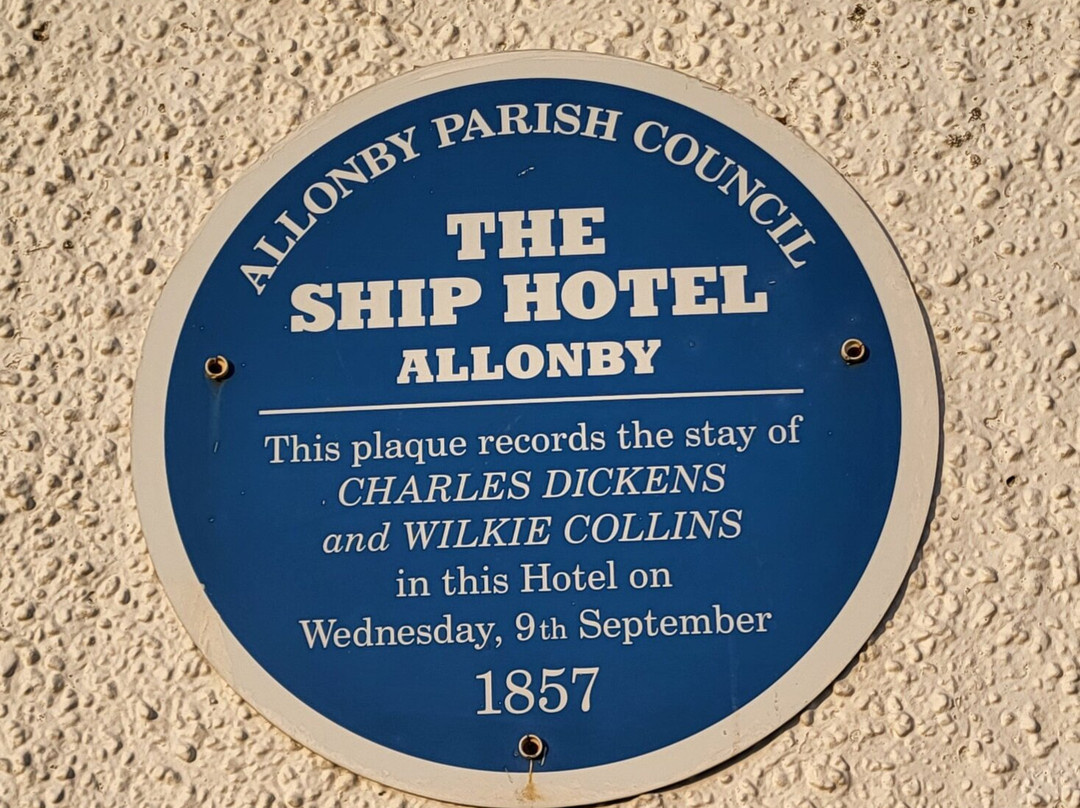 ALLONBY PARISH COUNCIL
THE
SHIP HOTEL
ALLONBY
This plaque records the stay of
CHARLES DICKENS
and WILKIE COLLINS
in this Hotel on
Wednesday, 9th September
1857